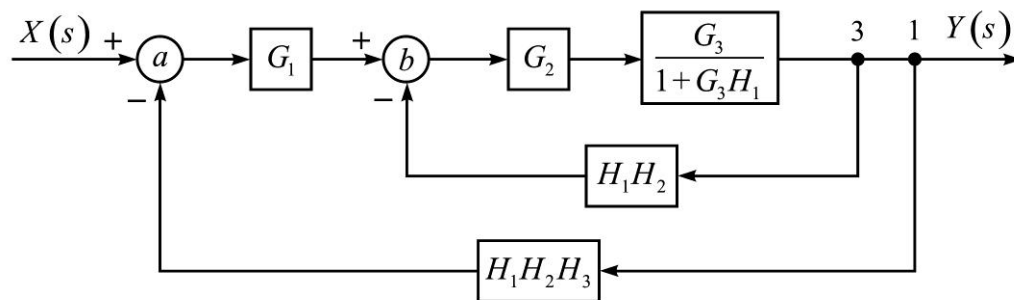 X(s) + a G₁ + b G₂ G₃ / (1 + G₃H₁) 3 1 Y(s)
− −
H₁H₂
H₁H₂H₃